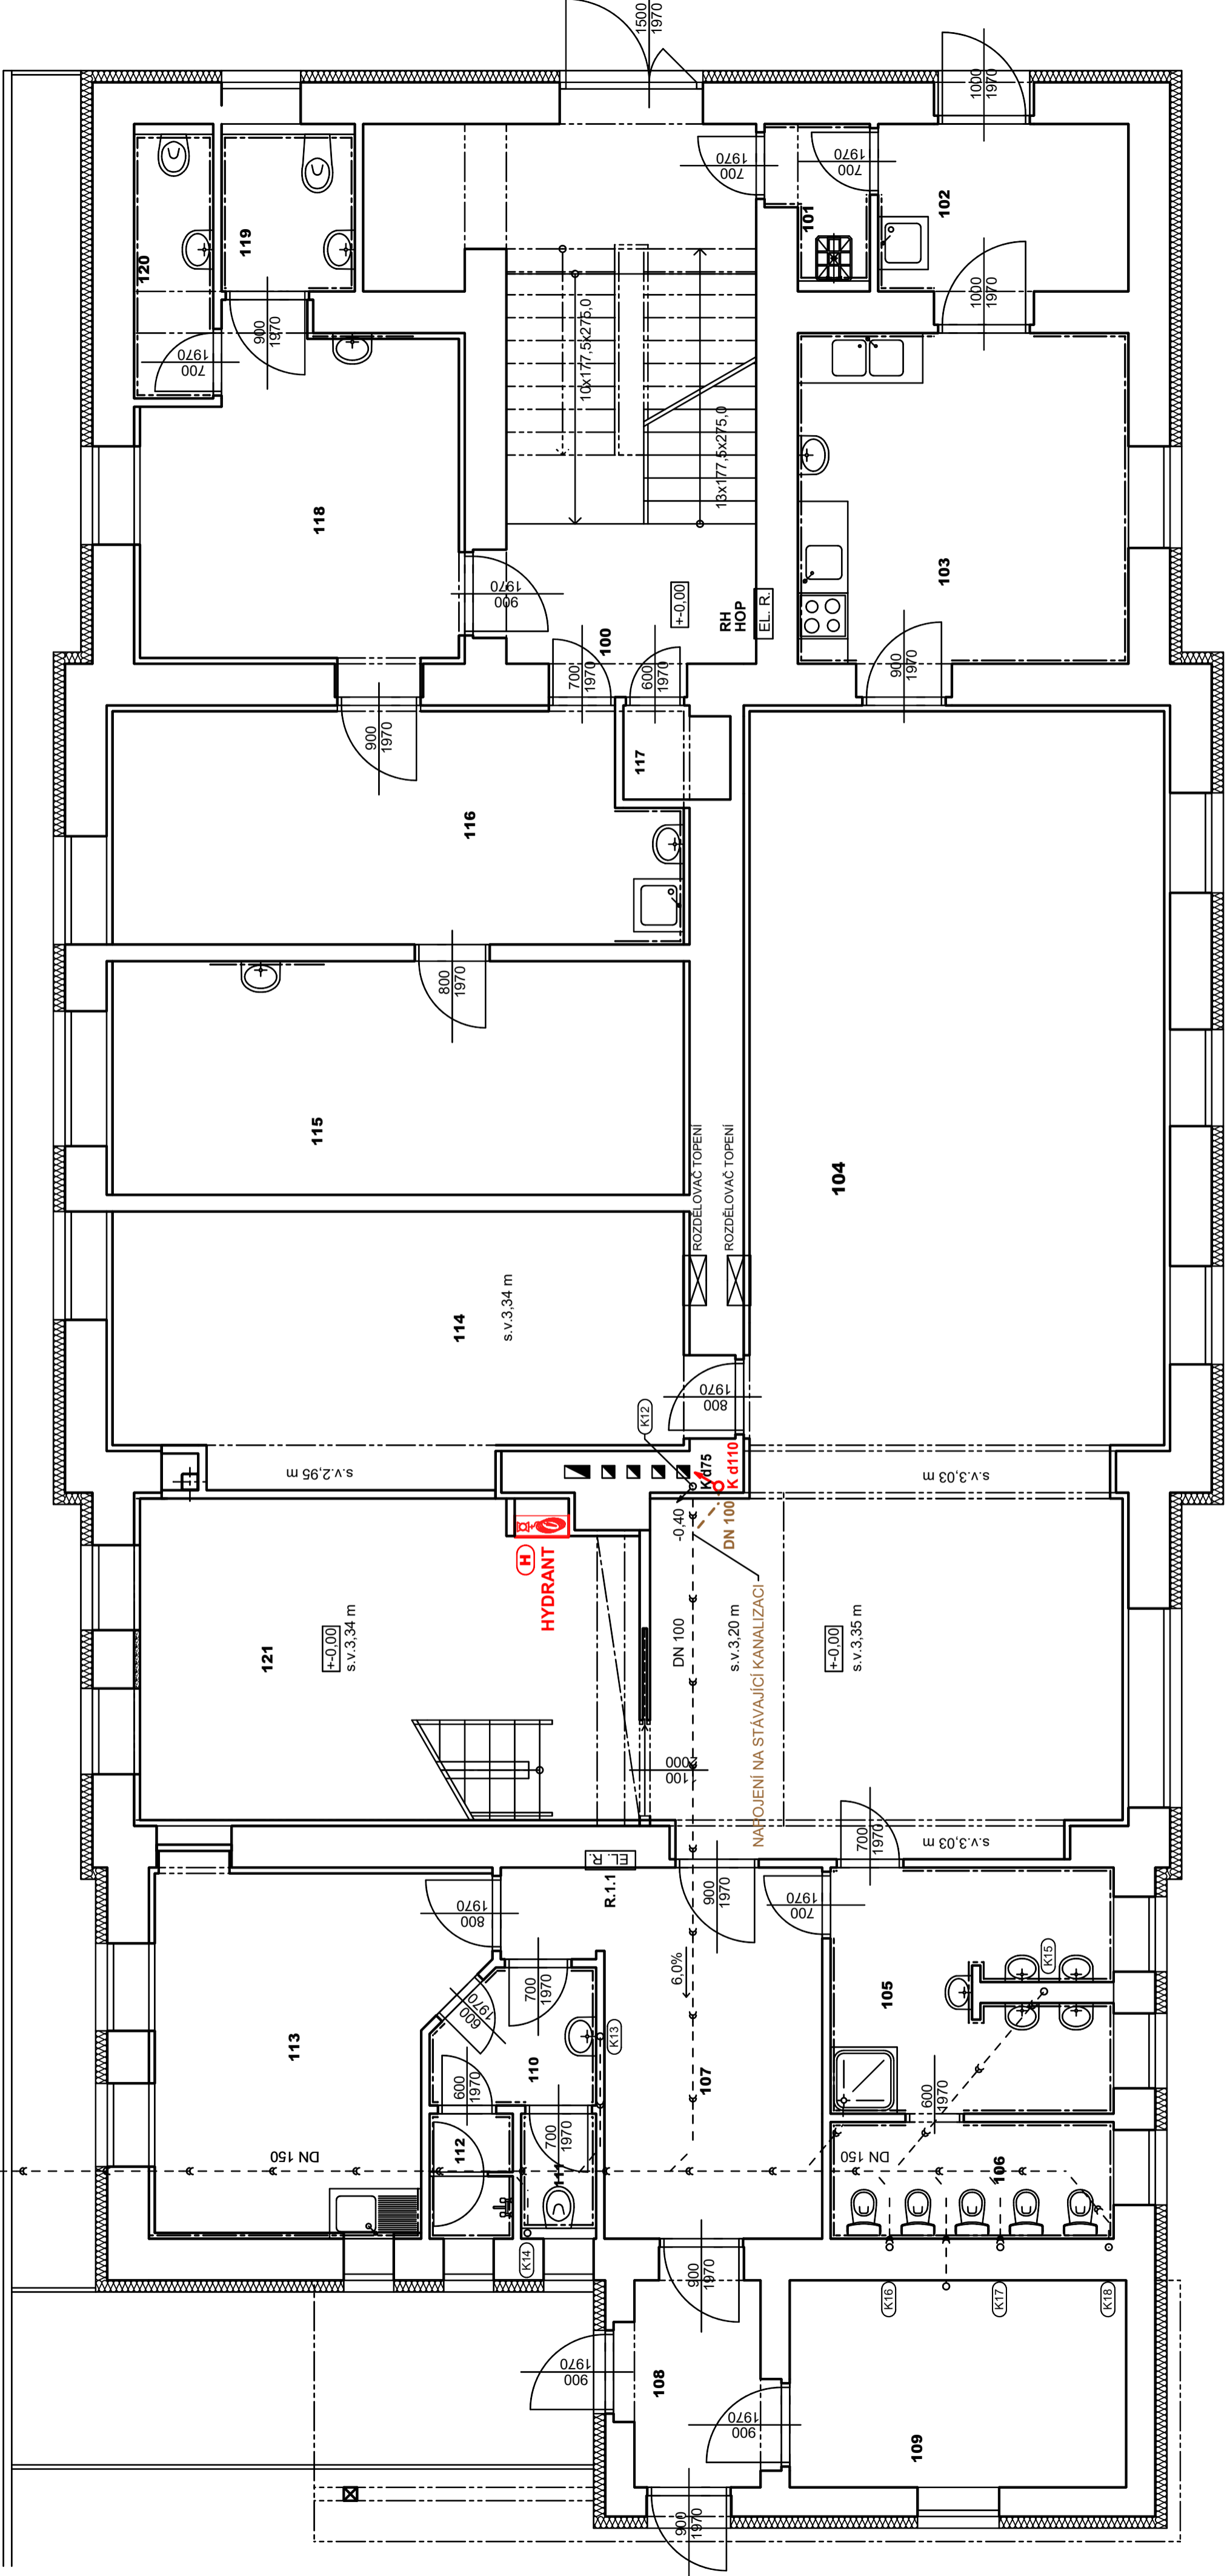 1500
1970
1000
1970
700
1970
700
1970
101
102
120
119
900
1970
700
1970
1000
1970
10x177,5x275,0
13x177,5x275,0
118
103
900
1970
+-0,00
RH
HOP
EL. R.
100
700
1970
600
1970
900
1970
900
1970
117
116
800
1970
115
ROZDĚLOVAČ TOPENÍ
ROZDĚLOVAČ TOPENÍ
104
114
s.v.3,34 m
800
1970
K12
s.v.2,95 m
K d75
K d110
s.v.3,03 m
-0,40
DN 100
H
HYDRANT
121
+-0,00
s.v.3,34 m
DN 100
s.v.3,20 m
NAPOJENÍ NA STÁVAJÍCÍ KANALIZACI
+-0,00
s.v.3,35 m
100
2000
700
1970
s.v.3,03 m
EL. R.
R.1.1
800
1970
900
1970
700
1970
6,0%
K15
105
600
1970
700
1970
K13
113
110
107
600
1970
600
1970
112
700
1970
111
DN 150
DN 150
106
K14
900
1970
K16
K17
K18
108
900
1970
900
1970
109
900
1970